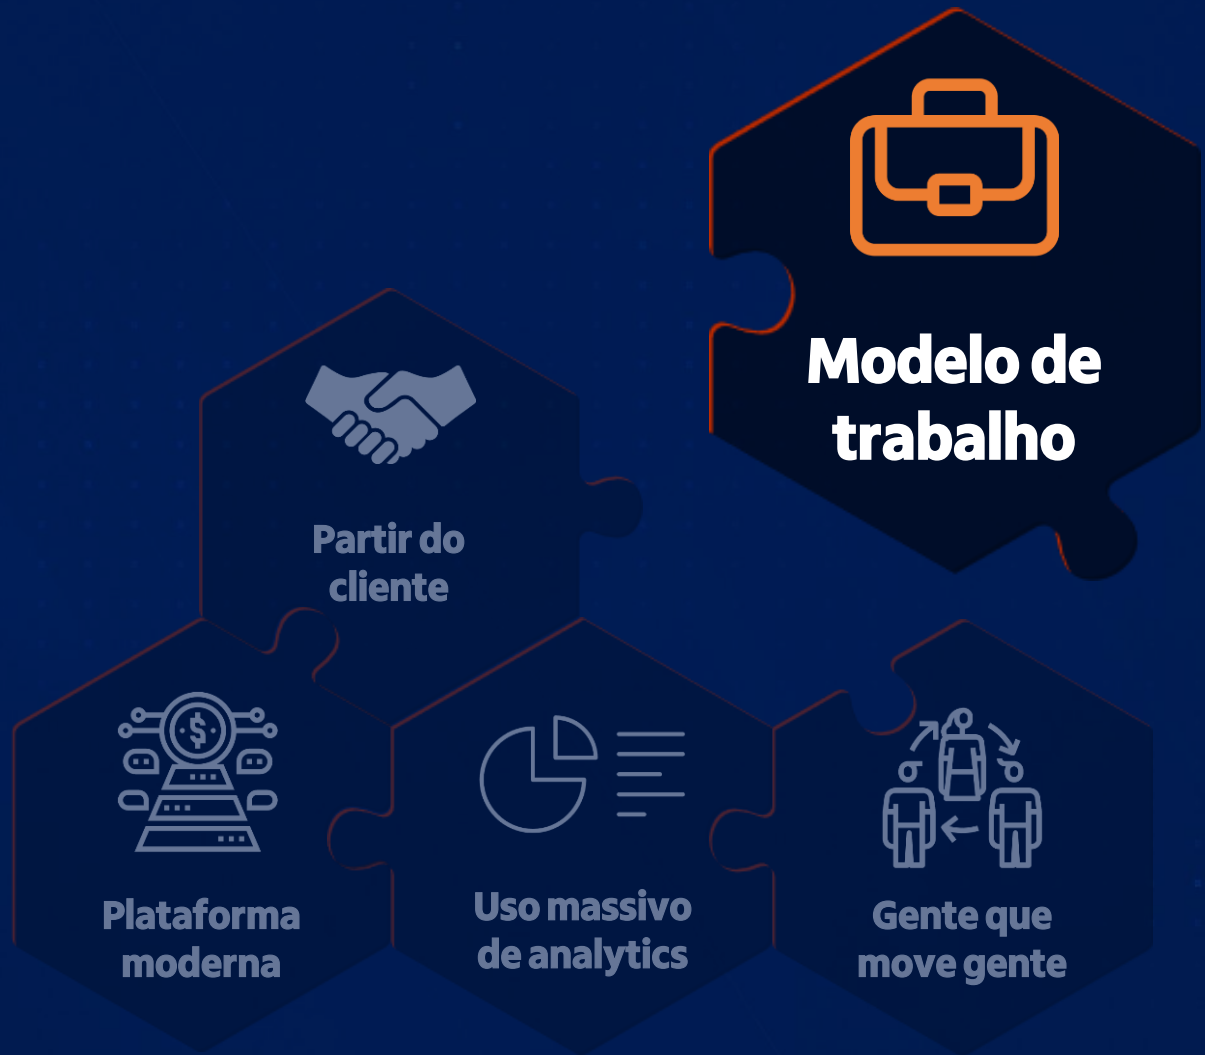 Modelo de
trabalho
Partir do
cliente
$
Plataforma
moderna
Uso massivo
de analytics
Gente que
move gente